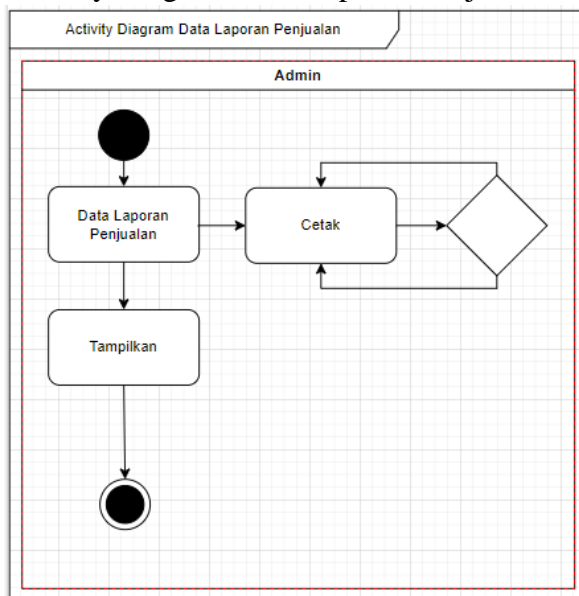 Activity Diagram Data Laporan Penjualan
Admin
Data Laporan
Penjualan
Cetak
Tampilkan